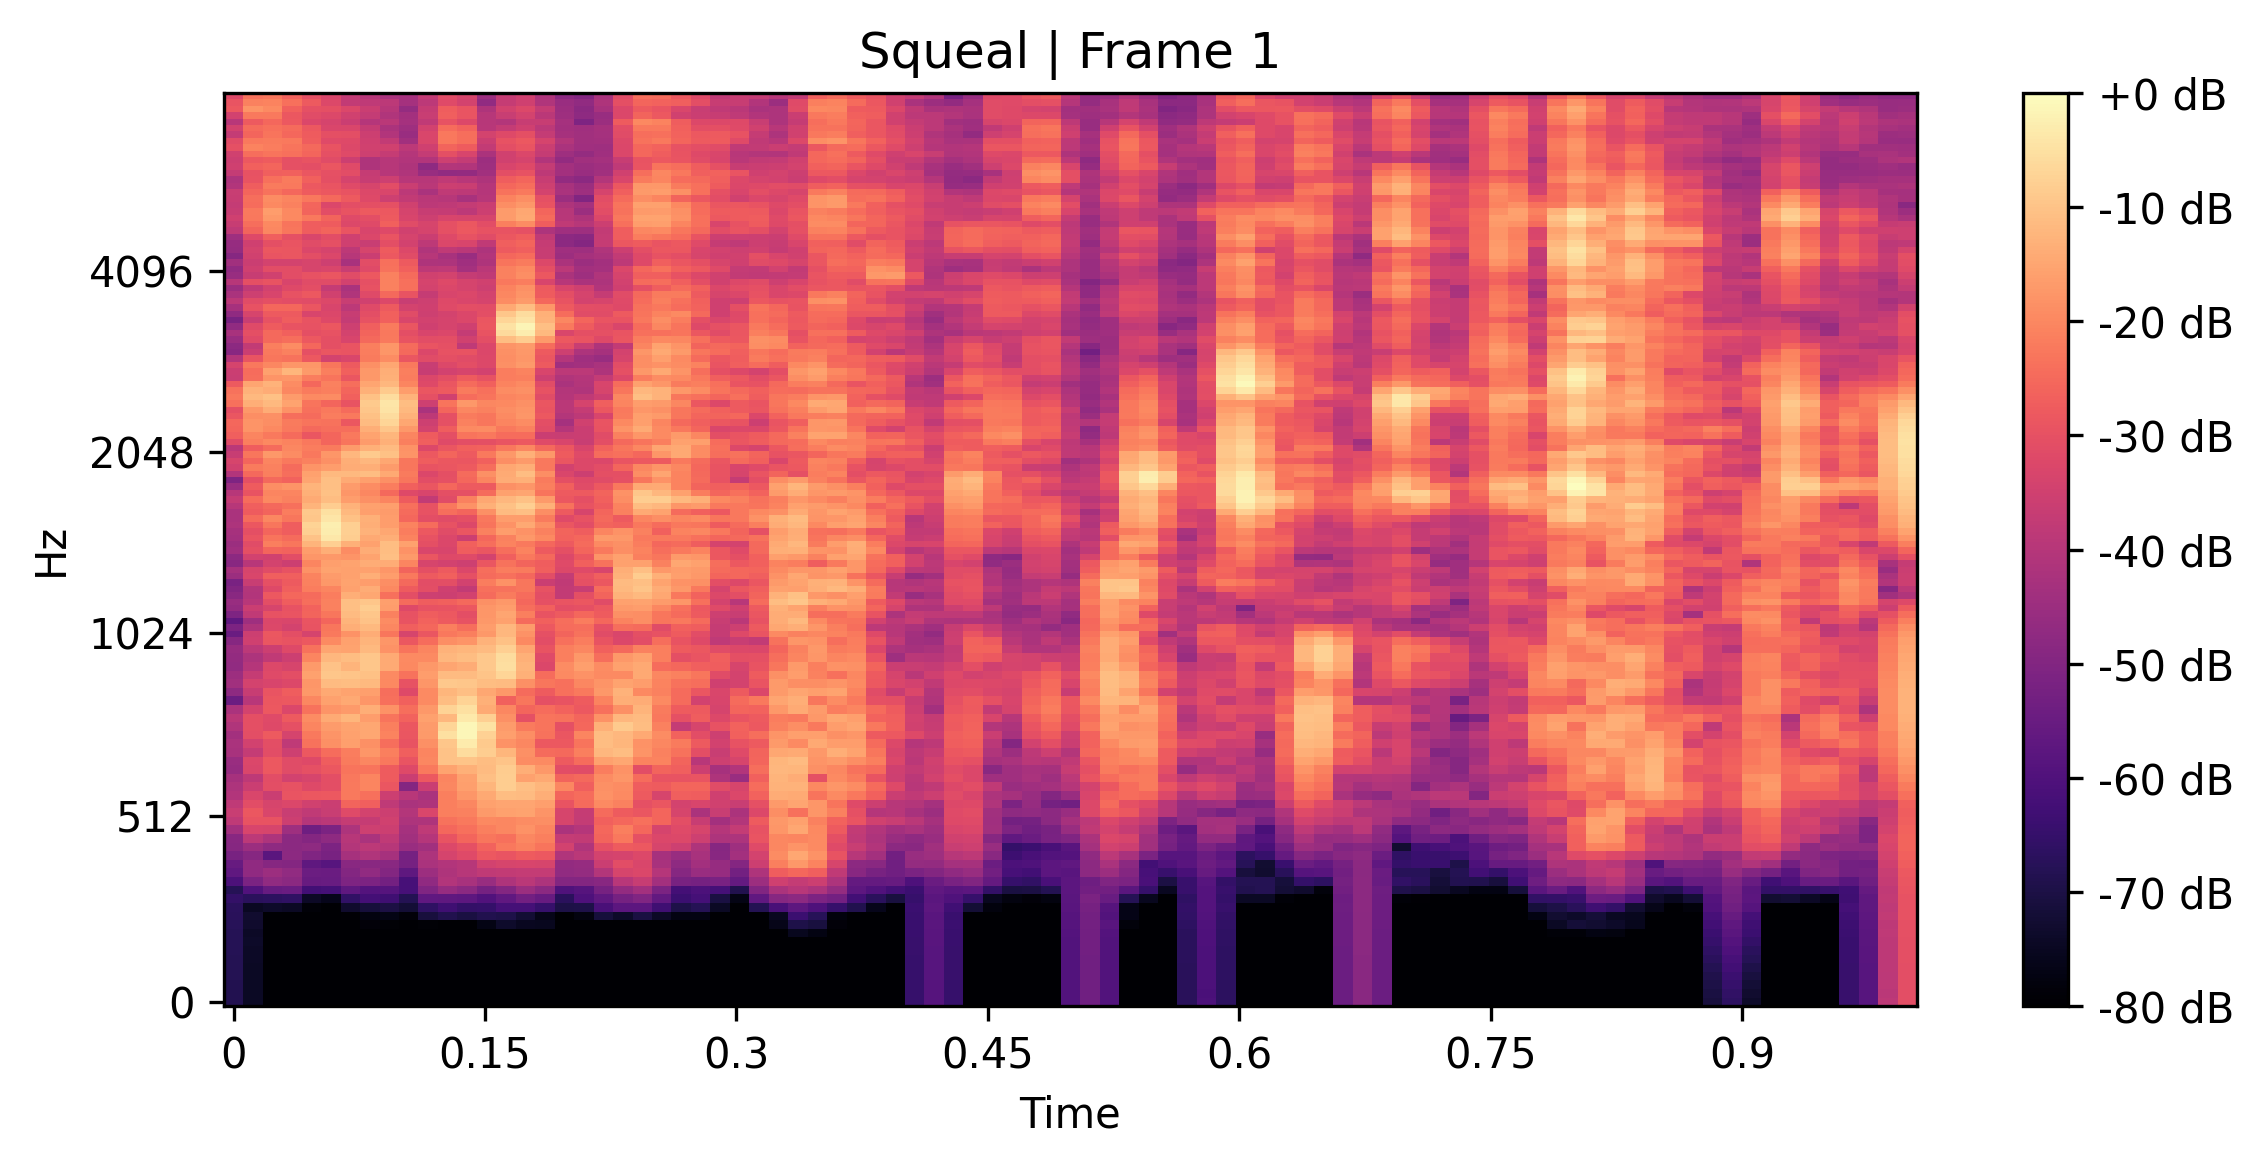 Squeal | Frame 1
+0 dB
-10 dB
-20 dB
-30 dB
-40 dB
-50 dB
-60 dB
-70 dB
-80 dB
Hz
4096
2048
1024
512
0
0 0.15 0.3 0.45 0.6 0.75 0.9
Time